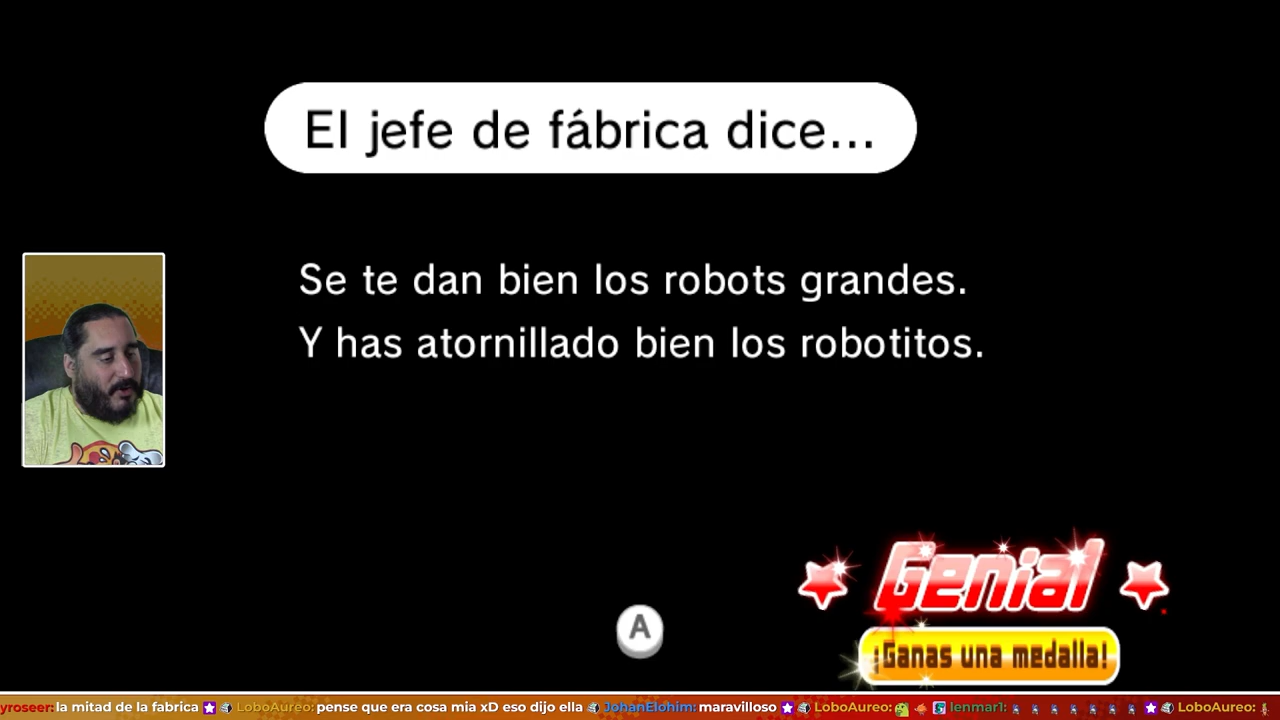 El jefe de fábrica dice...
Se te dan bien los robots grandes.
Y has atornillado bien los robotitos.
Genial
A
¡Ganas una medalla!
yroseer: la mitad de la fabrica LoboAureo: pense que era cosa mia xD eso dijo ella JohanElohim: maravilloso LoboAureo: lenmar1: LoboAureo: